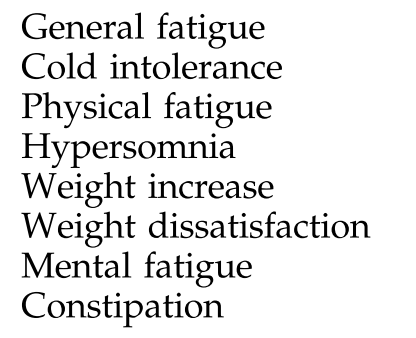 General fatigue
Cold intolerance
Physical fatigue
Hypersomnia
Weight increase
Weight dissatisfaction
Mental fatigue
Constipation